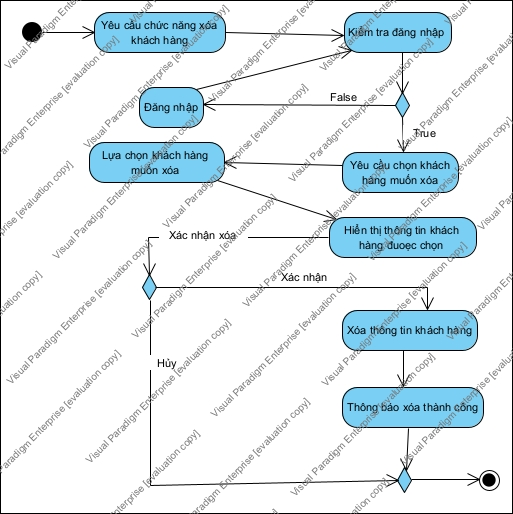 Yêu cầu chức năng xóa
khách hàng
Kiểm tra đăng nhập
Đăng nhập
False
True
Lựa chọn khách hàng
muốn xóa
Yêu cầu chọn khách
hàng muốn xóa
Hiển thị thông tin khách
hàng đuoẹc chọn
Xác nhận xóa
Xác nhận
Xóa thông tin khách hàng
Hủy
Thông báo xóa thành công
Visual Paradigm Enterprise [evaluation copy]